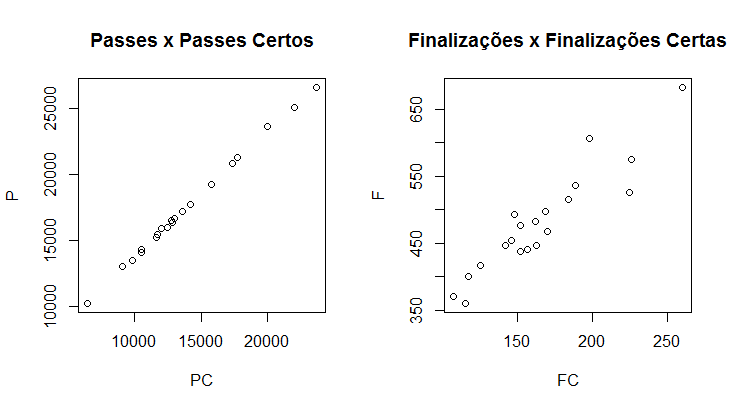 Passes x Passes Certos
P
10000 15000 20000 25000
10000 15000 20000
PC
Finalizações x Finalizações Certas
F
350 450 550 650
150 200 250
FC